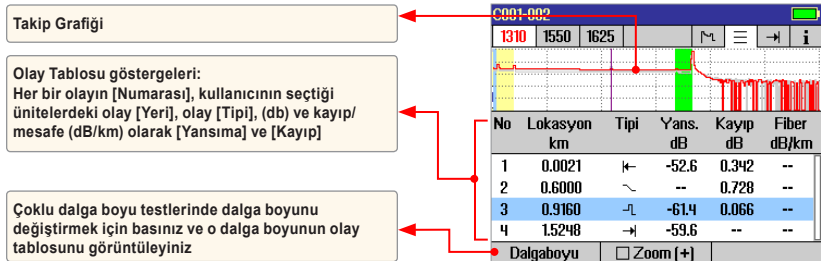 Takip Grafiği
Olay Tablosu göstergeleri:
Her bir olayın [Numarası], kullanıcının seçtiği
ünitelerdeki olay [Yeri], olay [Tipi], (db) ve kayıp/
mesafe (dB/km) olarak [Yansıma] ve [Kayıp]
Çoklu dalga boyu testlerinde dalga boyunu
değiştirmek için basınız ve o dalga boyunun olay
tablosunu görüntüleyiniz
C001-002
1310 1550 1625 i
No Lokasyon Tipi Yans. Kayıp Fiber
km dB dB dB/km
1 0.0021 -52.6 0.342 --
2 0.6000 -- 0.728 --
3 0.9160 -61.4 0.066 --
4 1.5248 -59.6 -- --
Dalgaboyu Zoom (+)